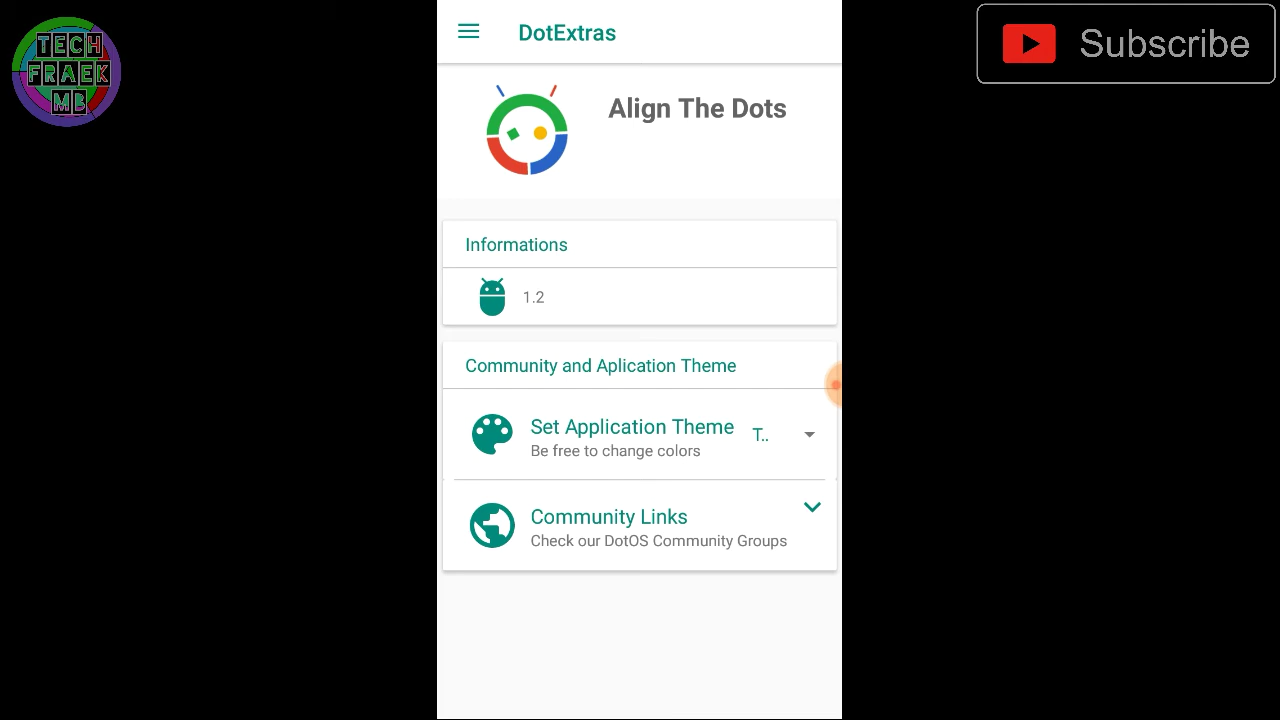 TECH
FRAEK
MB
Subscribe
DotExtras
Align The Dots
Informations
1.2
Community and Aplication Theme
Set Application Theme
T..
Be free to change colors
Community Links
Check our DotOS Community Groups